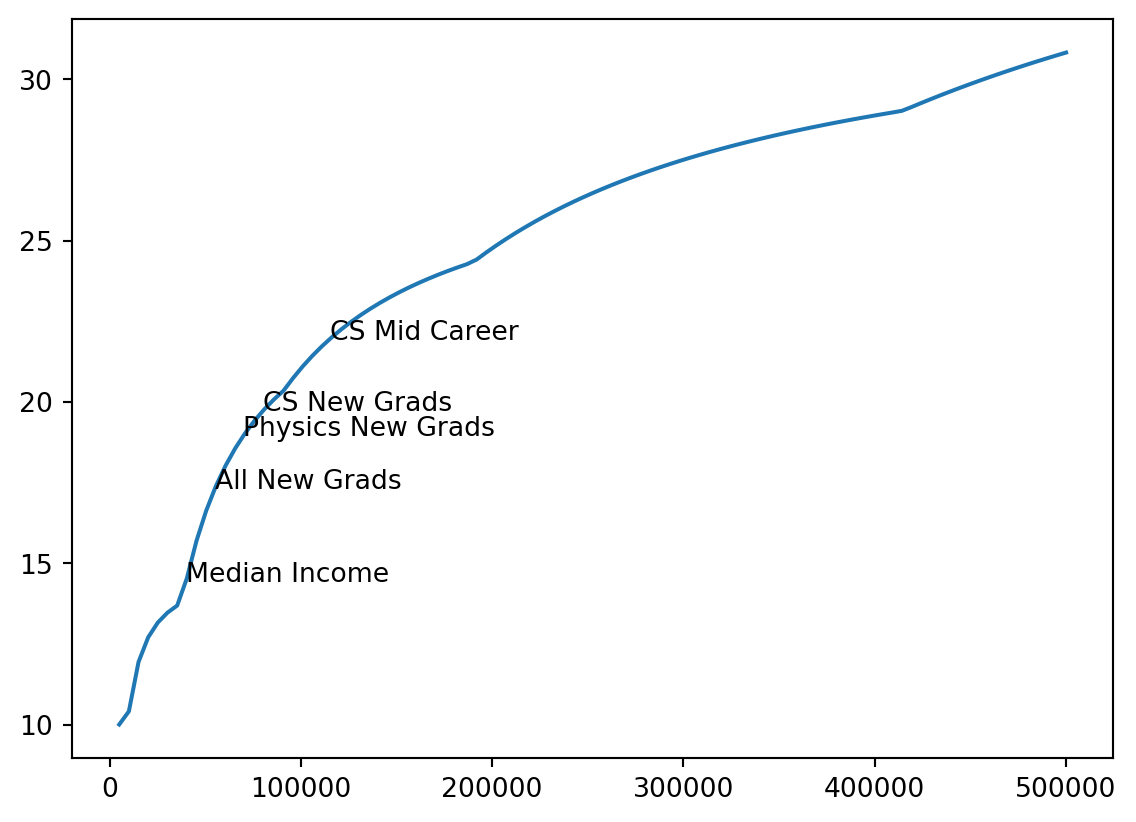 30
25
CS Mid Career
20
CS New Grads
Physics New Grads
All New Grads
15
Median Income
10
0 100000 200000 300000 400000 500000